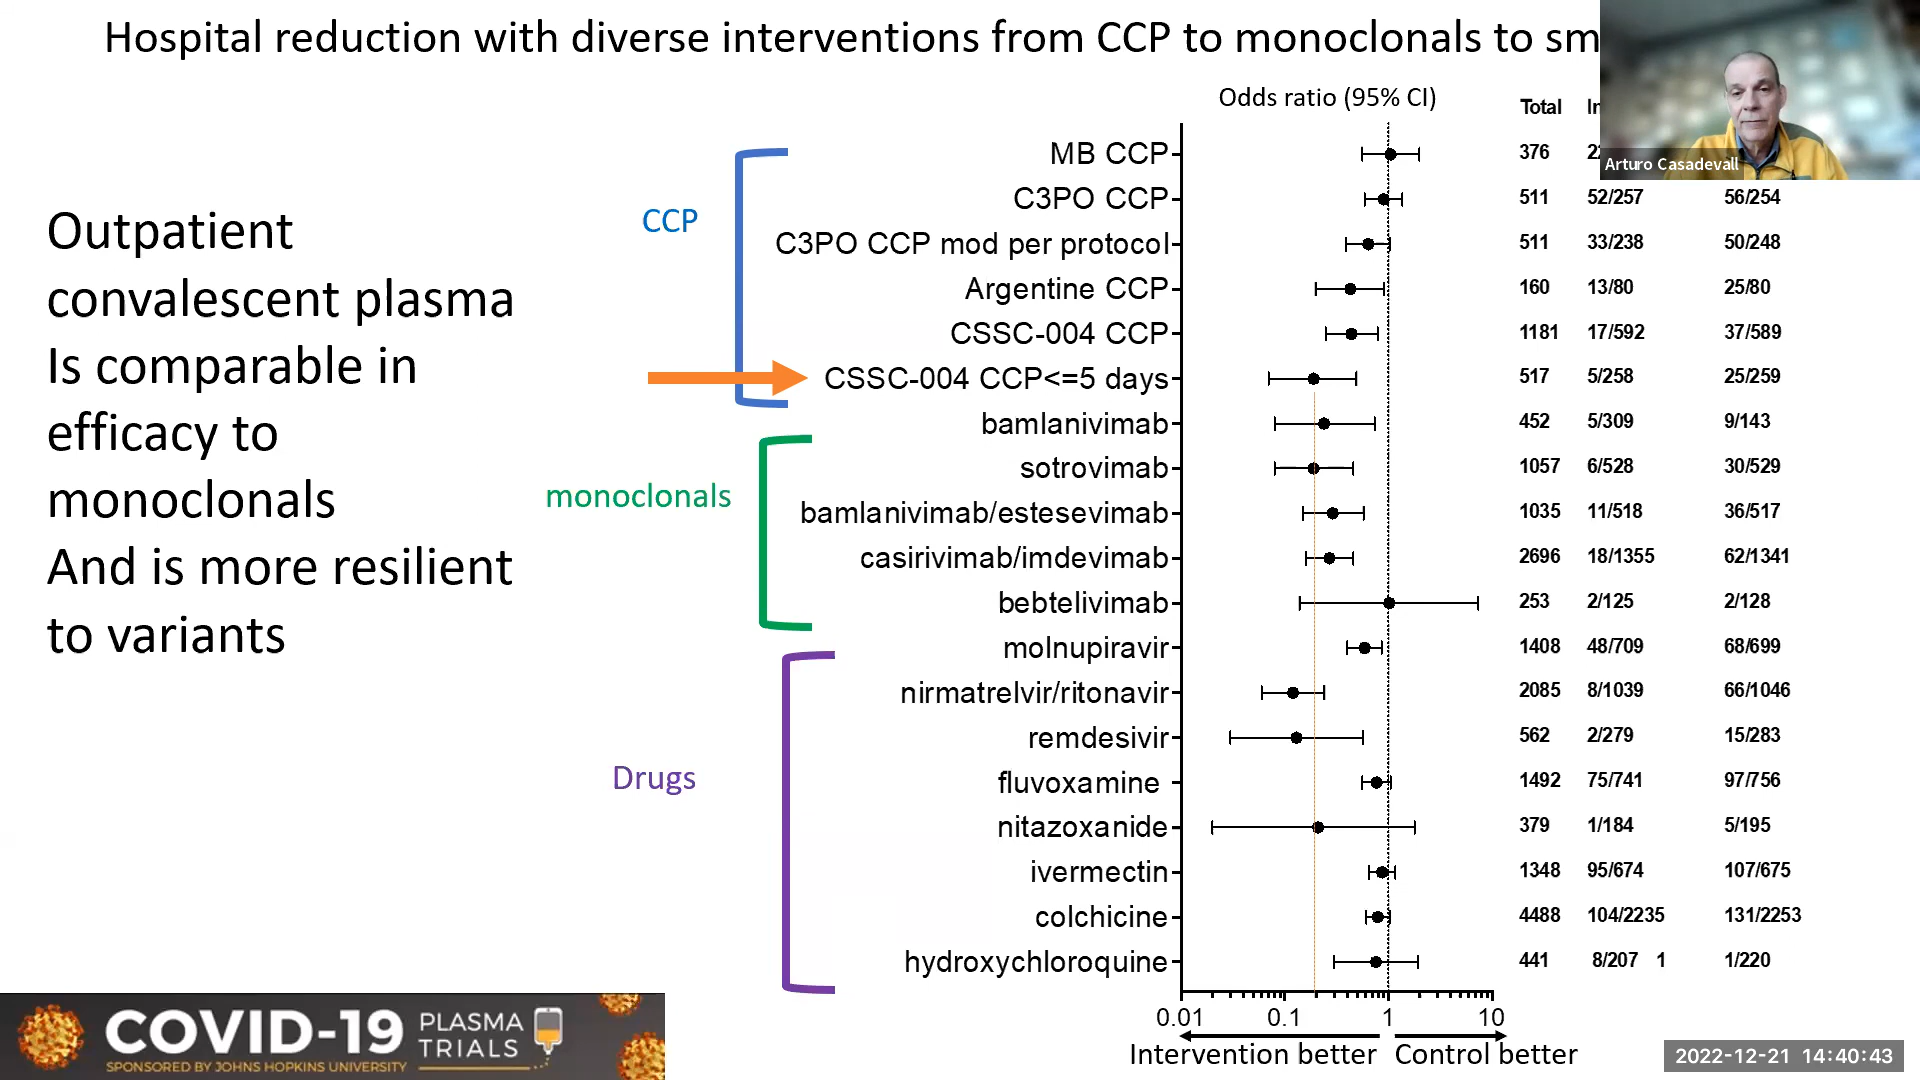 Hospital reduction with diverse interventions from CCP to monoclonals to sm
Odds ratio (95% CI)
Total
MB CCP 376
Arturo Casadevall
C3PO CCP 511 52/257 56/254
CCP
C3PO CCP mod per protocol 511 33/238 50/248
Argentine CCP 160 13/80 25/80
CSSC-004 CCP 1181 17/592 37/589
CSSC-004 CCP<=5 days 517 5/258 25/259
Outpatient
convalescent plasma
Is comparable in
efficacy to
monoclonals
And is more resilient
to variants
bamlanivimab 452 5/309 9/143
sotrovimab 1057 6/528 30/529
monoclonals
bamlanivimab/estesevimab 1035 11/518 36/517
casirivimab/imdevimab 2696 18/1355 62/1341
bebtelivimab 253 2/125 2/128
molnupiravir 1408 48/709 68/699
nirmatrelvir/ritonavir 2085 8/1039 66/1046
remdesivir 562 2/279 15/283
Drugs
fluvoxamine 1492 75/741 97/756
nitazoxanide 379 1/184 5/195
ivermectin 1348 95/674 107/675
colchicine 4488 104/2235 131/2253
hydroxychloroquine 441 8/207 1 1/220
0.01 0.1 1 10
Intervention better Control better
COVID-19 PLASMA
TRIALS
SPONSORED BY JOHNS HOPKINS UNIVERSITY
2022-12-21 14:40:43